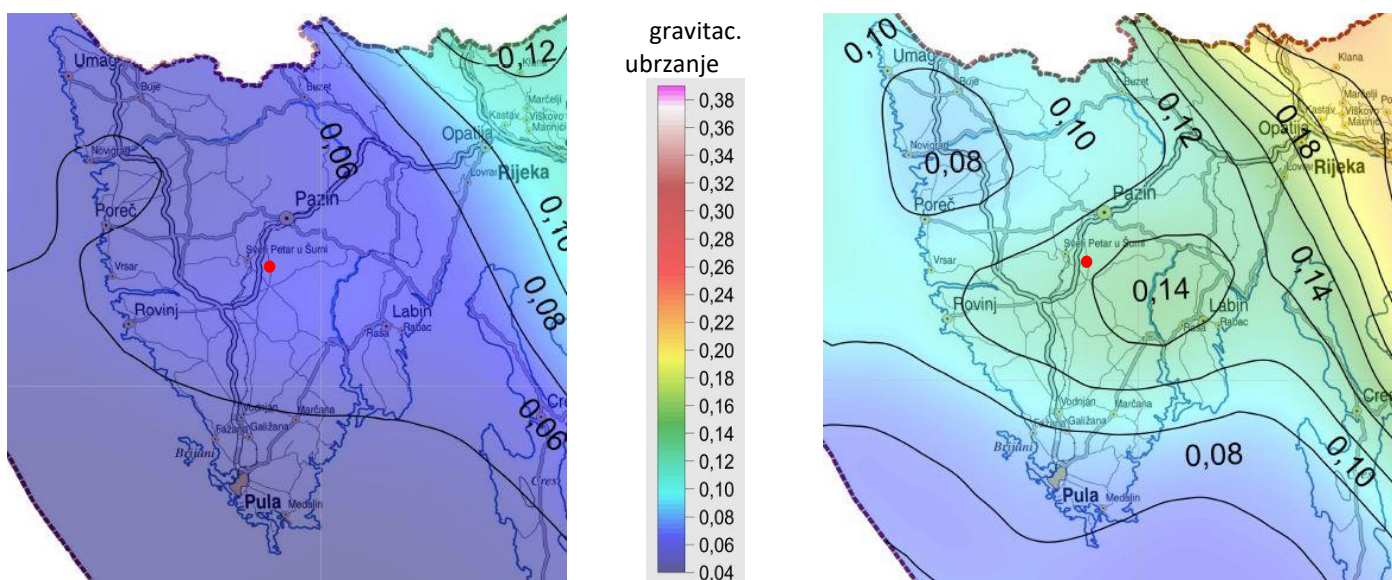 0,12
Klana
Umag
Buje
Buzet
Marčelji
Kastav
Viškovo
Marinići
Opatija
Rijeka
Lovran
0,06
Novigrad
Pazin
Poreč
0,10
Sveti Petar u Šumi
Vrsar
0,08
Rovinj
Labin
Raša
Rabac
Vodnjan
Marčana
Cres
0,06
Fažana
Galižana
Brijuni
Cres
Pula
Medulin
gravitac.
ubrzanje
0,38
0,36
0,34
0,32
0,30
0,28
0,26
0,24
0,22
0,20
0,18
0,16
0,14
0,12
0,10
0,08
0,06
0.04
0,10
Klana
Umag
Buje
Buzet
Marčelji
Kastav
Viškovo
Marinići
0,10
0,12
Opatija
0,18
Rijeka
Lovran
Novigrad
0,08
Pazin
Poreč
Sveti Petar u Šumi
Vrsar
0,14
0,14
Rovinj
Labin
Raša
Rabac
Vodnjan
Marčana
Fažana
Galižana
0,08
0,10
Brijuni
Cres
Pula
Medulin